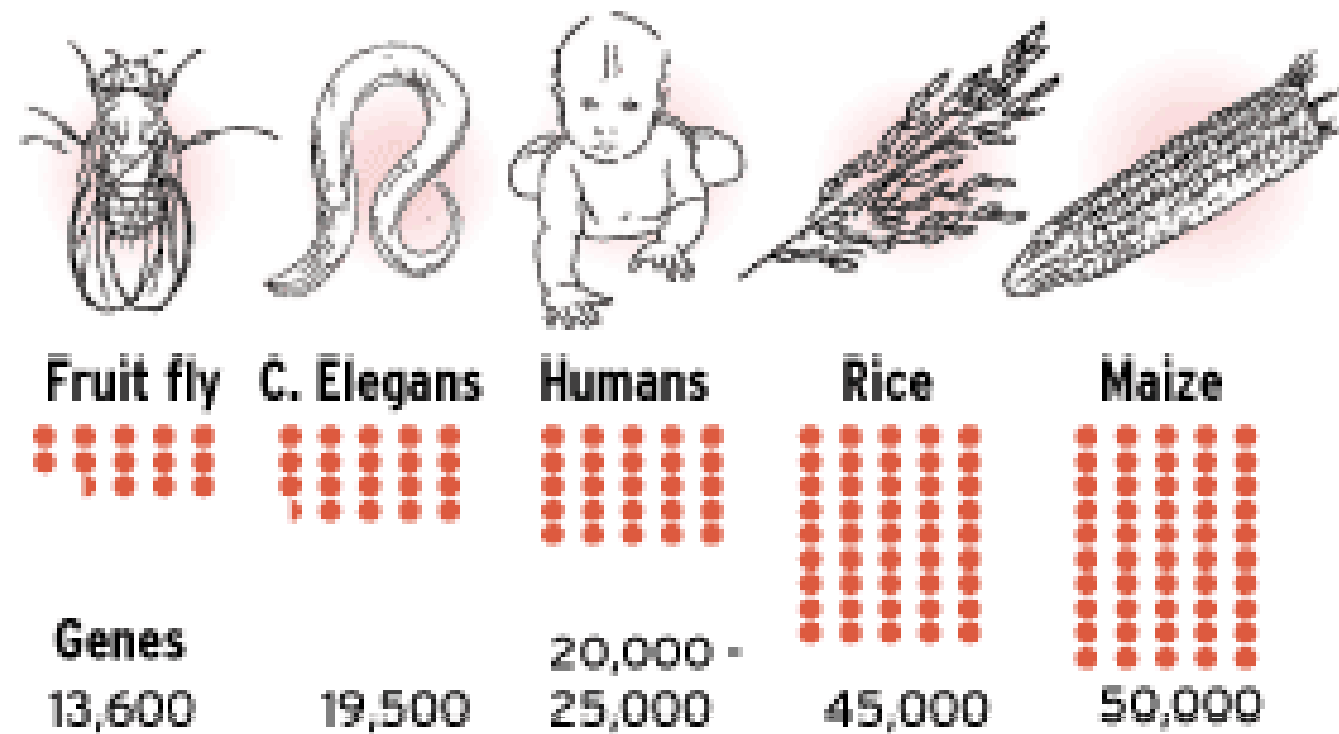 Fruit fly C. Elegans Humans Rice Maize
Genes
20,000 -
13,600 19,500 25,000 45,000 50,000